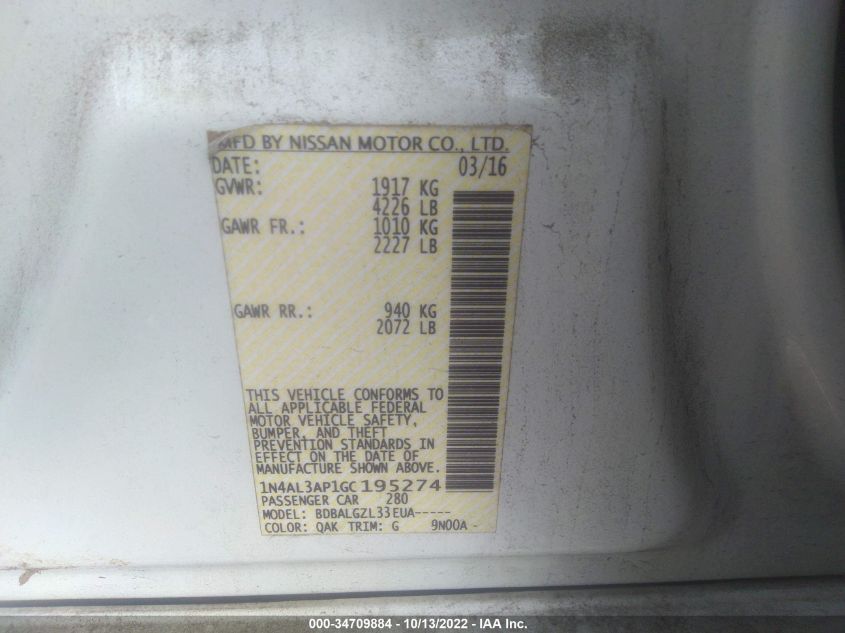 MFD BY NISSAN MOTOR CO., LTD.
DATE: 03/16
GVWR: 1917 KG
4226 LB
GAWR FR.: 1010 KG
2227 LB
GAWR RR.: 940 KG
2072 LB
THIS VEHICLE CONFORMS TO
ALL APPLICABLE FEDERAL
MOTOR VEHICLE SAFETY,
BUMPER, AND THEFT
PREVENTION STANDARDS IN
EFFECT ON THE DATE OF
MANUFACTURE SHOWN ABOVE.
1N4AL3AP1GC195274
PASSENGER CAR 280
MODEL: BDBALGZL33EUA-----
COLOR: QAK TRIM: G 9N00A -
000-34709884 - 10/13/2022 - IAA Inc.